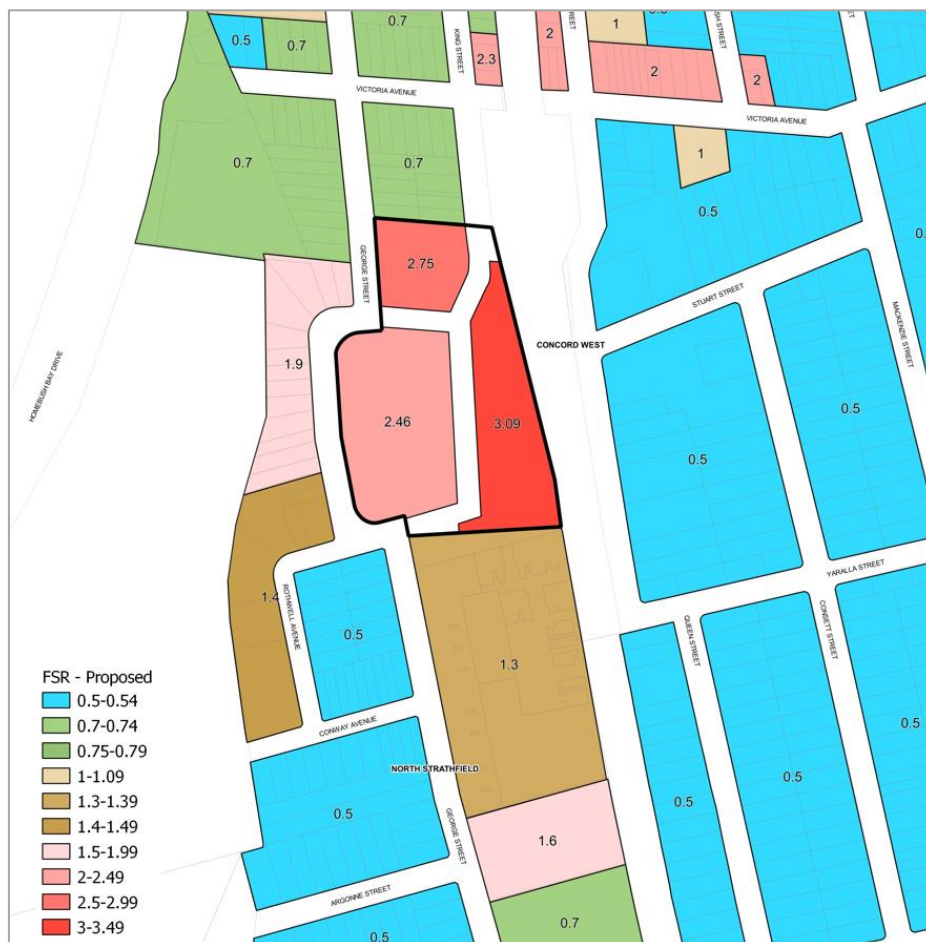 0.7
2
1
0.5
0.5
0.7
2.3
2
2
KING STREET
STREET
STREET
VICTORIA AVENUE
VICTORIA AVENUE
0.7
0.7
1
0.5
GEORGE STREET
2.75
STUART STREET
MACKENZIE STREET
CONCORD WEST
HOMEBUSH BAY DRIVE
1.9
2.46
3.09
0.5
0.5
1.4
ROTHWELL AVENUE
0.5
YARALLA STREET
QUEEN STREET
CONSETT STREET
1.3
CONWAY AVENUE
NORTH STRATHFIELD
GEORGE STREET
0.5
0.5
0.5
0.5
1.6
ARGONNE STREET
0.7
0.5
FSR - Proposed
0.5-0.54
0.7-0.74
0.75-0.79
1-1.09
1.3-1.39
1.4-1.49
1.5-1.99
2-2.49
2.5-2.99
3-3.49